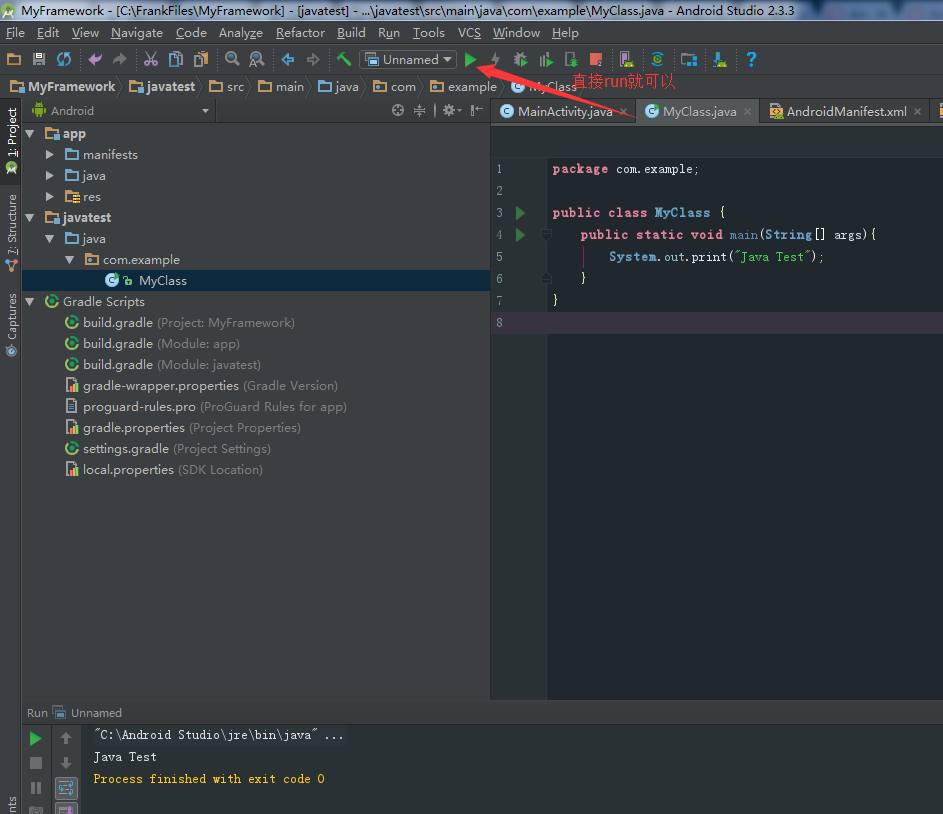 MyFramework - [C:\FrankFiles\MyFramework] - [javatest] - ...\javatest\src\main\java\com\example\MyClass.java - Android Studio 2.3.3
File Edit View Navigate Code Analyze Refactor Build Run Tools VCS Window Help
Unnamed
直接run就可以
MyFramework javatest src main java com example MyClass
1: Project
7: Structure
Captures
Android
app
manifests
java
res
javatest
java
com.example
MyClass
Gradle Scripts
build.gradle (Project: MyFramework)
build.gradle (Module: app)
build.gradle (Module: javatest)
gradle-wrapper.properties (Gradle Version)
proguard-rules.pro (ProGuard Rules for app)
gradle.properties (Project Properties)
settings.gradle (Project Settings)
local.properties (SDK Location)
MainActivity.java MyClass.java AndroidManifest.xml
1 package com.example;
2
3 public class MyClass {
4 public static void main(String[] args){
5 System.out.print("Java Test");
6 }
7 }
8
Run Unnamed
"C:\Android Studio\jre\bin\java" ...
Java Test
Process finished with exit code 0